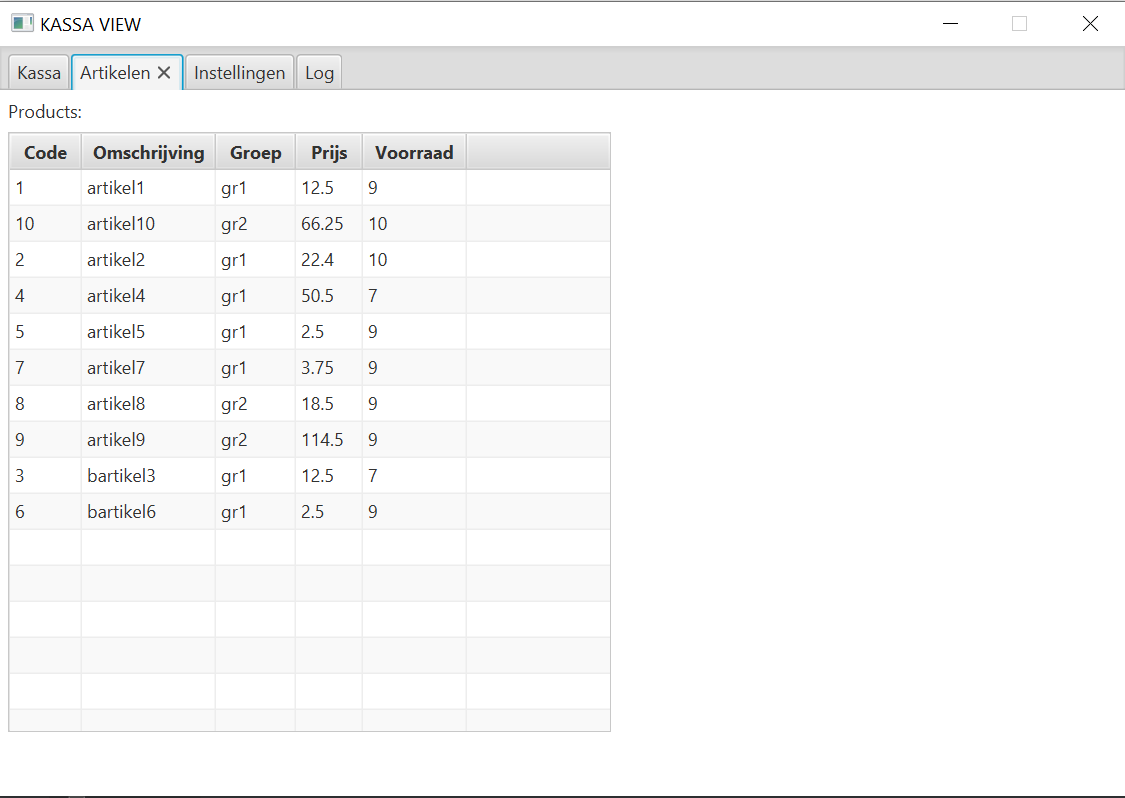 KASSA VIEW
Kassa Artikelen Instellingen Log
Products:
Code Omschrijving Groep Prijs Voorraad
1 artikel1 gr1 12.5 9
10 artikel10 gr2 66.25 10
2 artikel2 gr1 22.4 10
4 artikel4 gr1 50.5 7
5 artikel5 gr1 2.5 9
7 artikel7 gr1 3.75 9
8 artikel8 gr2 18.5 9
9 artikel9 gr2 114.5 9
3 bartikel3 gr1 12.5 7
6 bartikel6 gr1 2.5 9